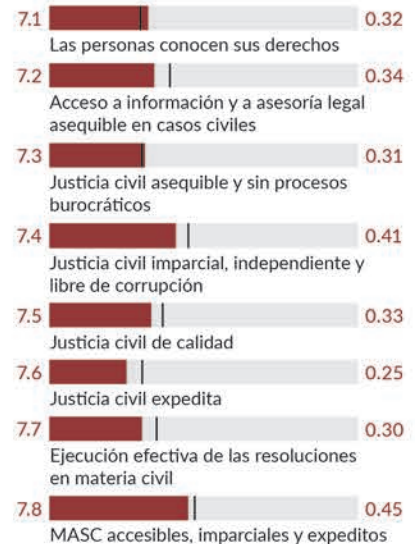 7.1 0.32
Las personas conocen sus derechos
7.2 0.34
Acceso a información y a asesoría legal
asequible en casos civiles
7.3 0.31
Justicia civil asequible y sin procesos
burocráticos
7.4 0.41
Justicia civil imparcial, independiente y
libre de corrupción
7.5 0.33
Justicia civil de calidad
7.6 0.25
Justicia civil expedita
7.7 0.30
Ejecución efectiva de las resoluciones
en materia civil
7.8 0.45
MASC accesibles, imparciales y expeditos